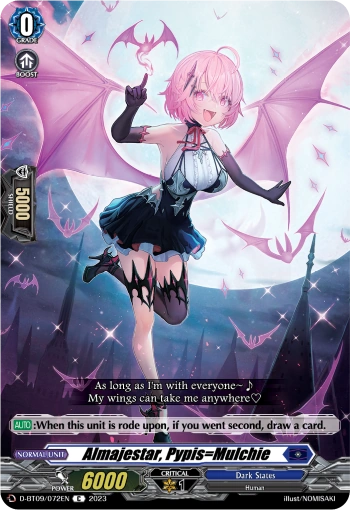 0
GRADE
BOOST
5000
SHIELD
As long as I'm with everyone~♪
My wings can take me anywhere♡
AUTO:When this unit is rode upon, if you went second, draw a card.
NORMAL UNIT
Almajestar, Pypis=Mulchie
POWER 6000
CRITICAL
1
Dark States
Human
D-BT09/072EN C 2023
illust/NOMISAKI